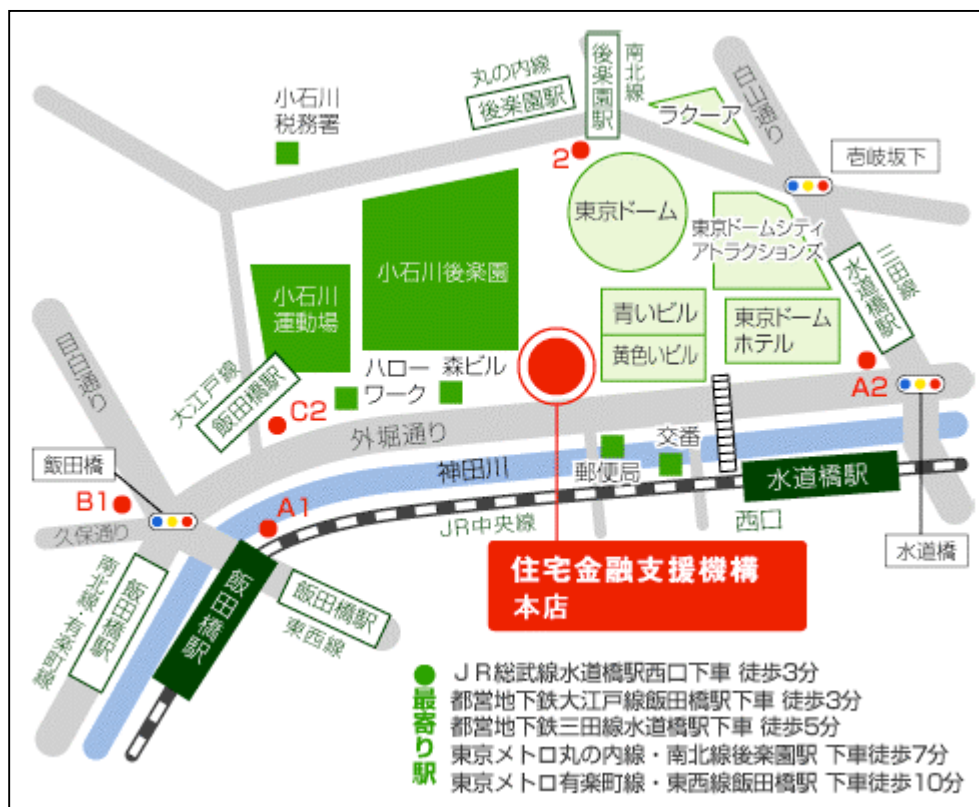 小石川
税務署
丸の内線
後楽園駅
後楽園駅
南北線
ラクーア
白山通り
壱岐坂下
2
東京ドーム
東京ドームシティ
アトラクションズ
三田線
水道橋駅
小石川後楽園
小石川
運動場
青いビル
黄色いビル
東京ドーム
ホテル
目白通り
大江戸線
飯田橋駅
C2
ハロー
ワーク
森ビル
A2
外堀通り
飯田橋
神田川
郵便局
交番
水道橋駅
B1
A1
久保通り
JR中央線
西口
水道橋
南北線・有楽町線
飯田橋駅
飯田橋駅
飯田橋駅
東西線
住宅金融支援機構
本店
最寄り駅
JR総武線水道橋駅西口下車 徒歩3分
都営地下鉄大江戸線飯田橋駅下車 徒歩3分
都営地下鉄三田線水道橋駅下車 徒歩5分
東京メトロ丸の内線・南北線後楽園駅 下車徒歩7分
東京メトロ有楽町線・東西線飯田橋駅 下車徒歩10分